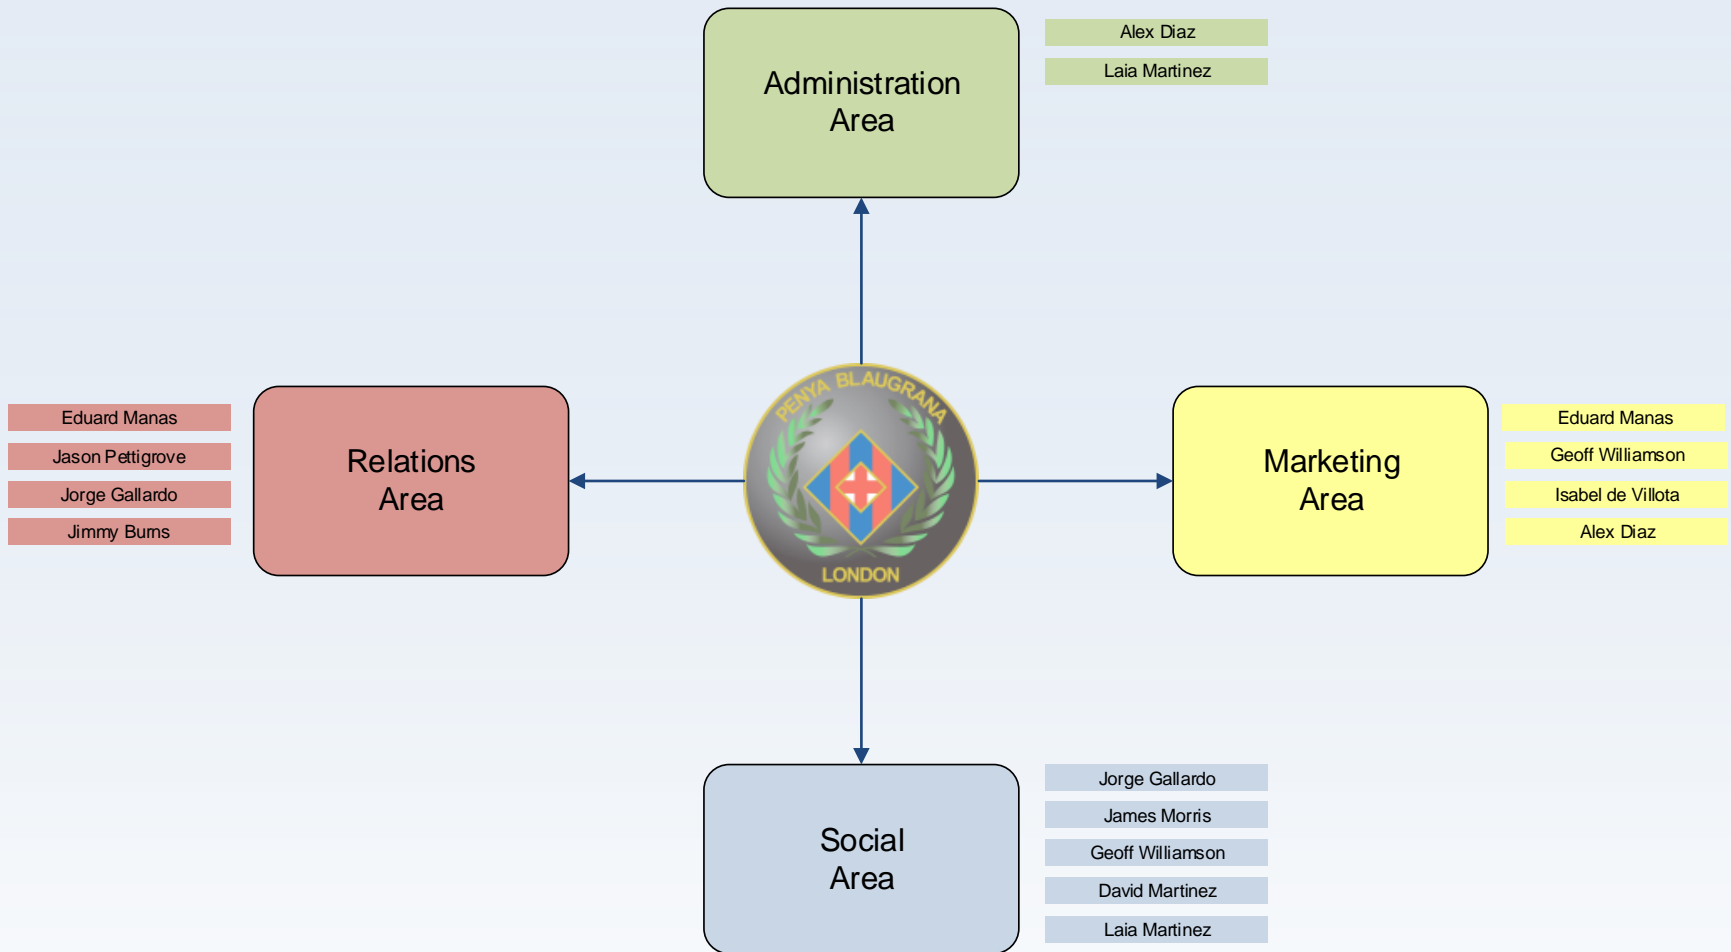 Administration
Area
Alex Diaz
Laia Martinez
Eduard Manas
Jason Pettigrove
Jorge Gallardo
Jimmy Burns
Relations
Area
PENYA BLAUGRANA
LONDON
Marketing
Area
Eduard Manas
Geoff Williamson
Isabel de Villota
Alex Diaz
Social
Area
Jorge Gallardo
James Morris
Geoff Williamson
David Martinez
Laia Martinez